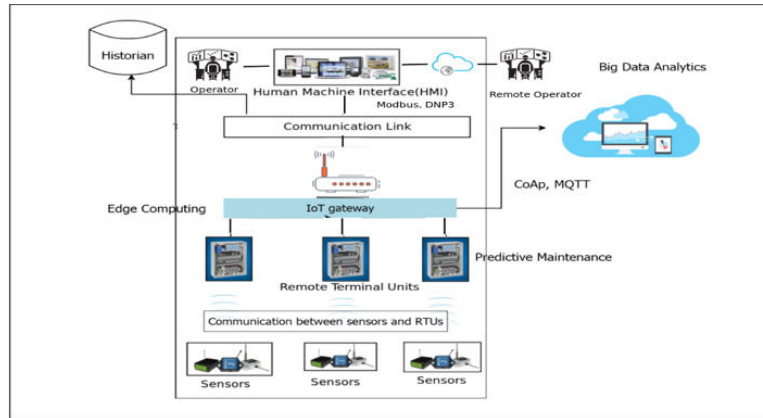 Historian
Operator
Human Machine Interface(HMI)
Remote Operator
Big Data Analytics
Modbus, DNP3
Communication Link
CoAp, MQTT
Edge Computing
IoT gateway
Predictive Maintenance
Remote Terminal Units
Communication between sensors and RTUs
Sensors
Sensors
Sensors